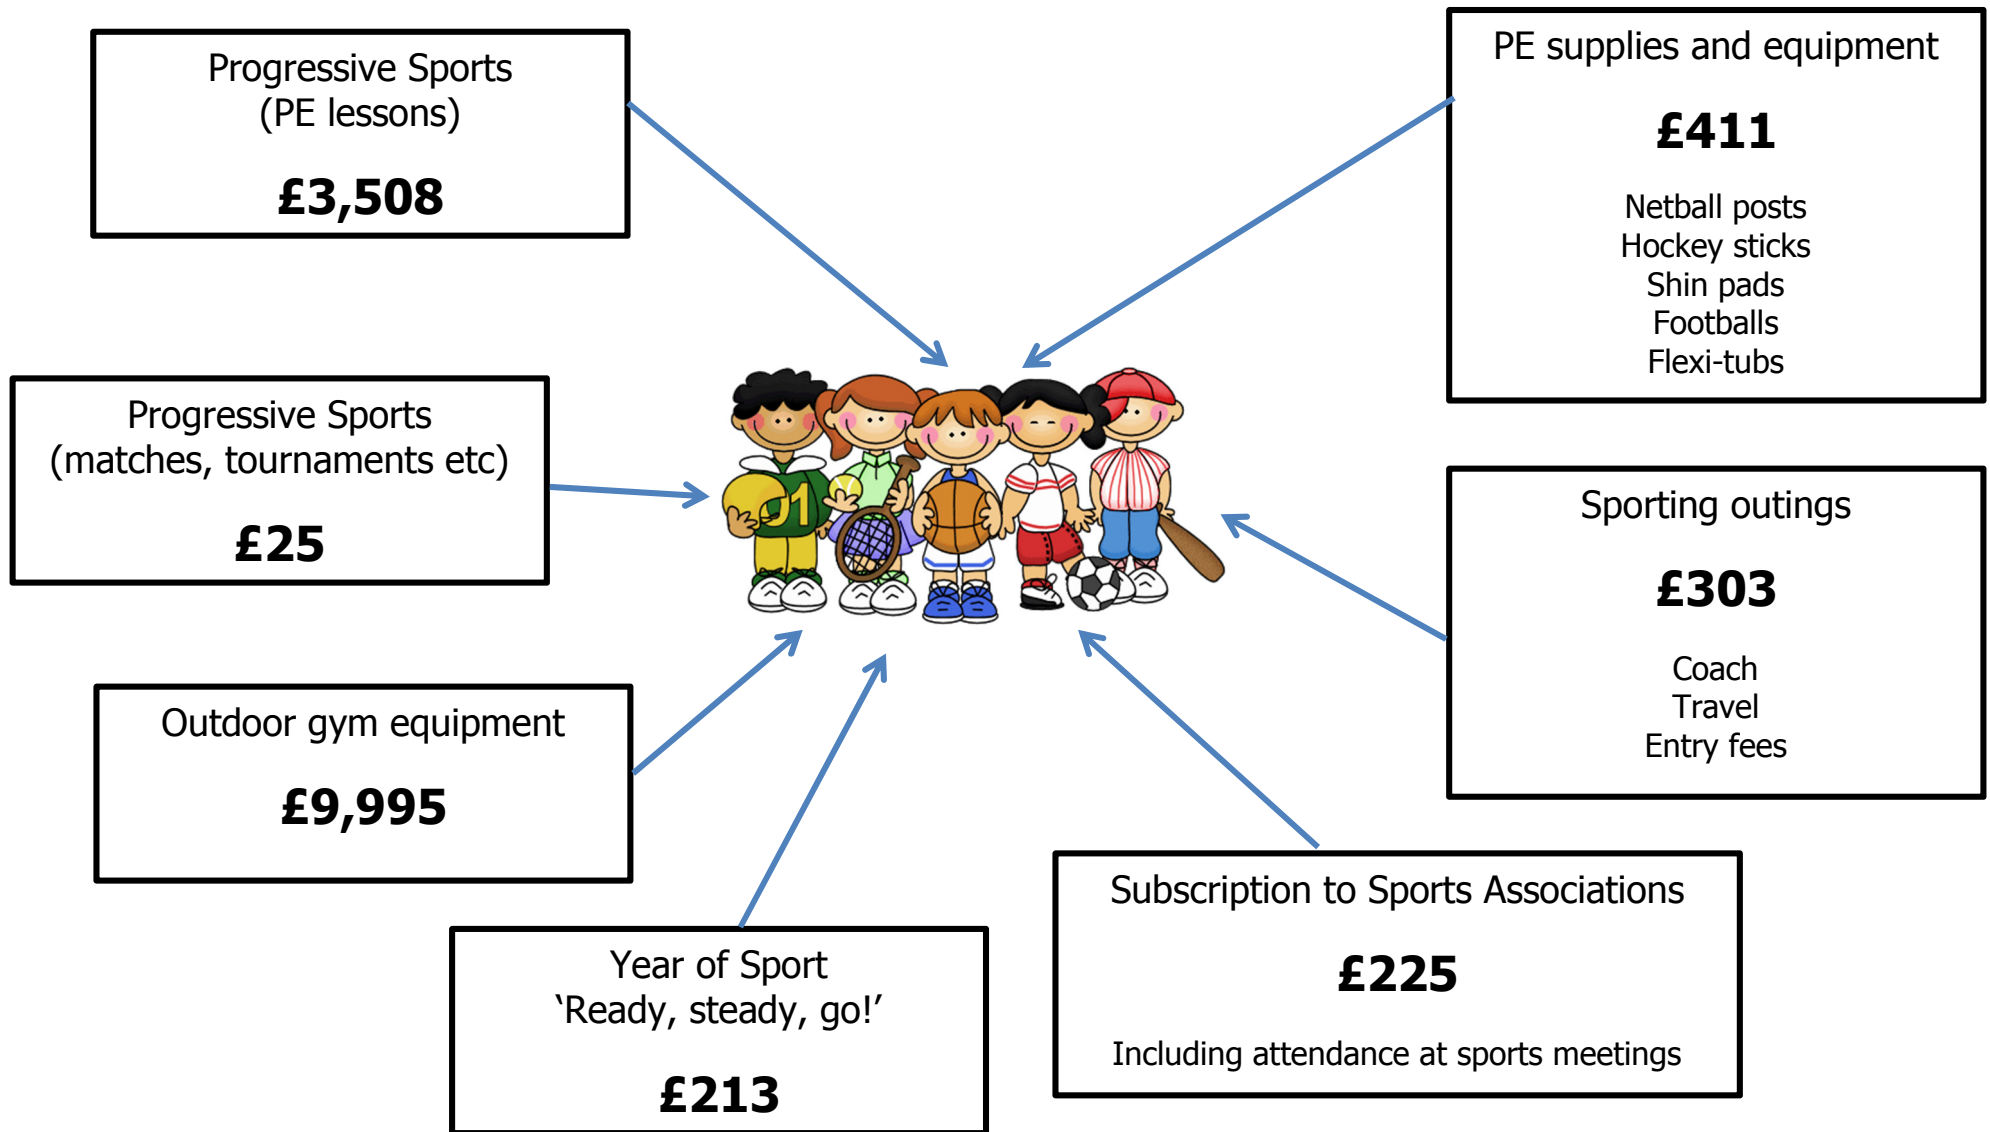 Progressive Sports
(PE lessons)
£3,508
PE supplies and equipment
£411
Netball posts
Hockey sticks
Shin pads
Footballs
Flexi-tubs
Progressive Sports
(matches, tournaments etc)
£25
01
Sporting outings
£303
Coach
Travel
Entry fees
Outdoor gym equipment
£9,995
Subscription to Sports Associations
£225
Including attendance at sports meetings
Year of Sport
‘Ready, steady, go!’
£213